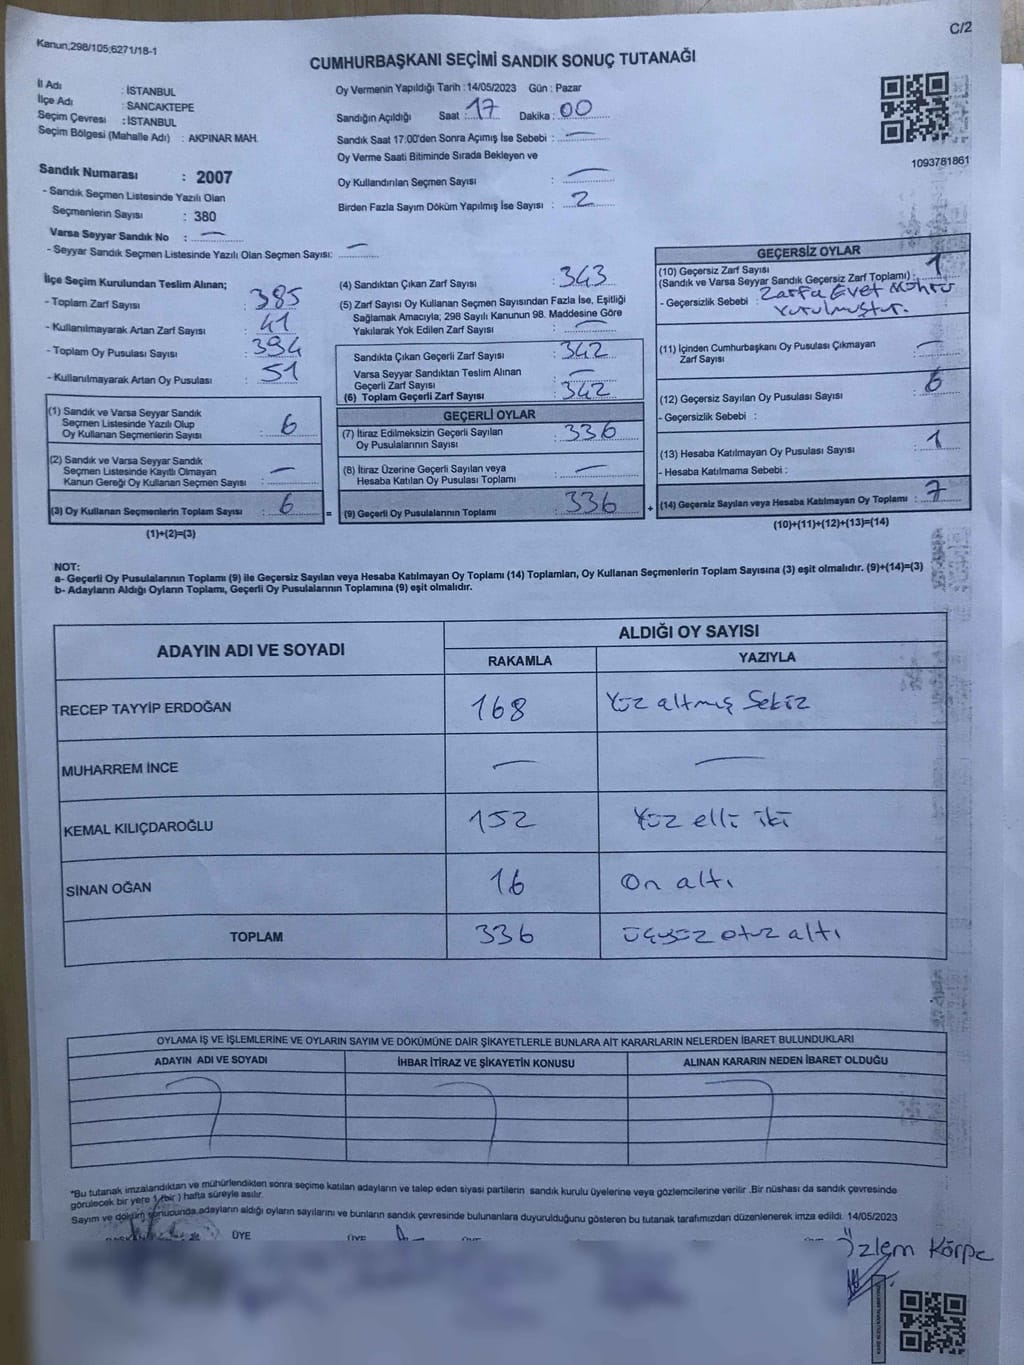 C/2
Kanun;298/105;6271/18-1
CUMHURBAŞKANI SEÇİMİ SANDIK SONUÇ TUTANAĞI
İl Adı : İSTANBUL
İlçe Adı : SANCAKTEPE
Seçim Çevresi : İSTANBUL
Seçim Bölgesi (Mahalle Adı) : AKPINAR MAH.
Sandık Numarası : 2007
- Sandık Seçmen Listesinde Yazılı Olan
Seçmenlerin Sayısı : 380
Varsa Seyyar Sandık No : —
- Seyyar Sandık Seçmen Listesinde Yazılı Olan Seçmen Sayısı: —
Oy Vermenin Yapıldığı Tarih :14/05/2023 Gün : Pazar
Sandığın Açıldığı Saat : 17 Dakika : 00
Sandık Saat 17:00'den Sonra Açımış İse Sebebi : —
Oy Verme Saati Bitiminde Sırada Bekleyen ve
Oy Kullandırılan Seçmen Sayısı : —
Birden Fazla Sayım Döküm Yapılmış İse Sayısı : 2
1093781861
İlçe Seçim Kurulundan Teslim Alınan;
- Toplam Zarf Sayısı : 385
- Kullanılmayarak Artan Zarf Sayısı : 41
- Toplam Oy Pusulası Sayısı : 394
- Kullanılmayarak Artan Oy Pusulası : 51
(1) Sandık ve Varsa Seyyar Sandık
Seçmen Listesinde Yazılı Olup
Oy Kullanan Seçmenlerin Sayısı : 6
(2) Sandık ve Varsa Seyyar Sandık
Seçmen Listesinde Kayıtlı Olmayan
Kanun Gereği Oy Kullanan Seçmen Sayısı : —
(3) Oy Kullanan Seçmenlerin Toplam Sayısı : 6
(1)+(2)=(3)
(4) Sandıktan Çıkan Zarf Sayısı : 343
(5) Zarf Sayısı Oy Kullanan Seçmen Sayısından Fazla İse, Eşitliği
Sağlamak Amacıyla; 298 Sayılı Kanunun 98. Maddesine Göre
Yakılarak Yok Edilen Zarf Sayısı : —
Sandıkta Çıkan Geçerli Zarf Sayısı : 342
Varsa Seyyar Sandıktan Teslim Alınan
Geçerli Zarf Sayısı : —
(6) Toplam Geçerli Zarf Sayısı : 342
GEÇERLİ OYLAR
(7) İtiraz Edilmeksizin Geçerli Sayılan
Oy Pusulalarının Sayısı : 336
(8) İtiraz Üzerine Geçerli Sayılan veya
Hesaba Katılan Oy Pusulası Toplamı : —
= (9) Geçerli Oy Pusulalarının Toplamı : 336
GEÇERSİZ OYLAR
(10) Geçersiz Zarf Sayısı
(Sandık ve Varsa Seyyar Sandık Geçersiz Zarf Toplamı) : 1
- Geçersizlik Sebebi : Zarfa Evet Mührü
vurulmuştur.
(11) İçinden Cumhurbaşkanı Oy Pusulası Çıkmayan
Zarf Sayısı : —
(12) Geçersiz Sayılan Oy Pusulası Sayısı : 6
- Geçersizlik Sebebi :
(13) Hesaba Katılmayan Oy Pusulası Sayısı : 1
- Hesaba Katılmama Sebebi :
+ (14) Geçersiz Sayılan veya Hesaba Katılmayan Oy Toplamı : 7
(10)+(11)+(12)+(13)=(14)
NOT:
a- Geçerli Oy Pusulalarının Toplamı (9) ile Geçersiz Sayılan veya Hesaba Katılmayan Oy Toplamı (14) Toplamları, Oy Kullanan Seçmenlerin Toplam Sayısına (3) eşit olmalıdır. (9)+(14)=(3)
b- Adayların Aldığı Oyların Toplamı, Geçerli Oy Pusulalarının Toplamına (9) eşit olmalıdır.
ADAYIN ADI VE SOYADI ALDIĞI OY SAYISI
RAKAMLA YAZIYLA
RECEP TAYYİP ERDOĞAN 168 Yüz altmış Sekiz
MUHARREM İNCE — —
KEMAL KILIÇDAROĞLU 152 Yüz elli iki
SİNAN OĞAN 16 On altı
TOPLAM 336 üçyüz otuz altı
OYLAMA İŞ VE İŞLEMLERİNE VE OYLARIN SAYIM VE DÖKÜMÜNE DAİR ŞİKAYETLERLE BUNLARA AİT KARARLARIN NELERDEN İBARET BULUNDUKLARI
ADAYIN ADI VE SOYADI İHBAR İTİRAZ VE ŞİKAYETİN KONUSU ALINAN KARARIN NEDEN İBARET OLDUĞU
*Bu tutanak imzalandıktan ve mühürlendikten sonra seçime katılan adayların ve talep eden siyasi partilerin sandık kurulu üyelerine veya gözlemcilerine verilir .Bir nüshası da sandık çevresinde
görülecek bir yere 1 (bir ) hafta süreyle asılır.
Sayım ve döküm sonucunda adayların aldığı oyların sayılarını ve bunların sandık çevresinde bulunanlara duyurulduğunu gösteren bu tutanak tarafımızdan düzenlenerek imza edildi. 14/05/2023
BAŞKAN ÜYE ÜYE
Özlem Körpe